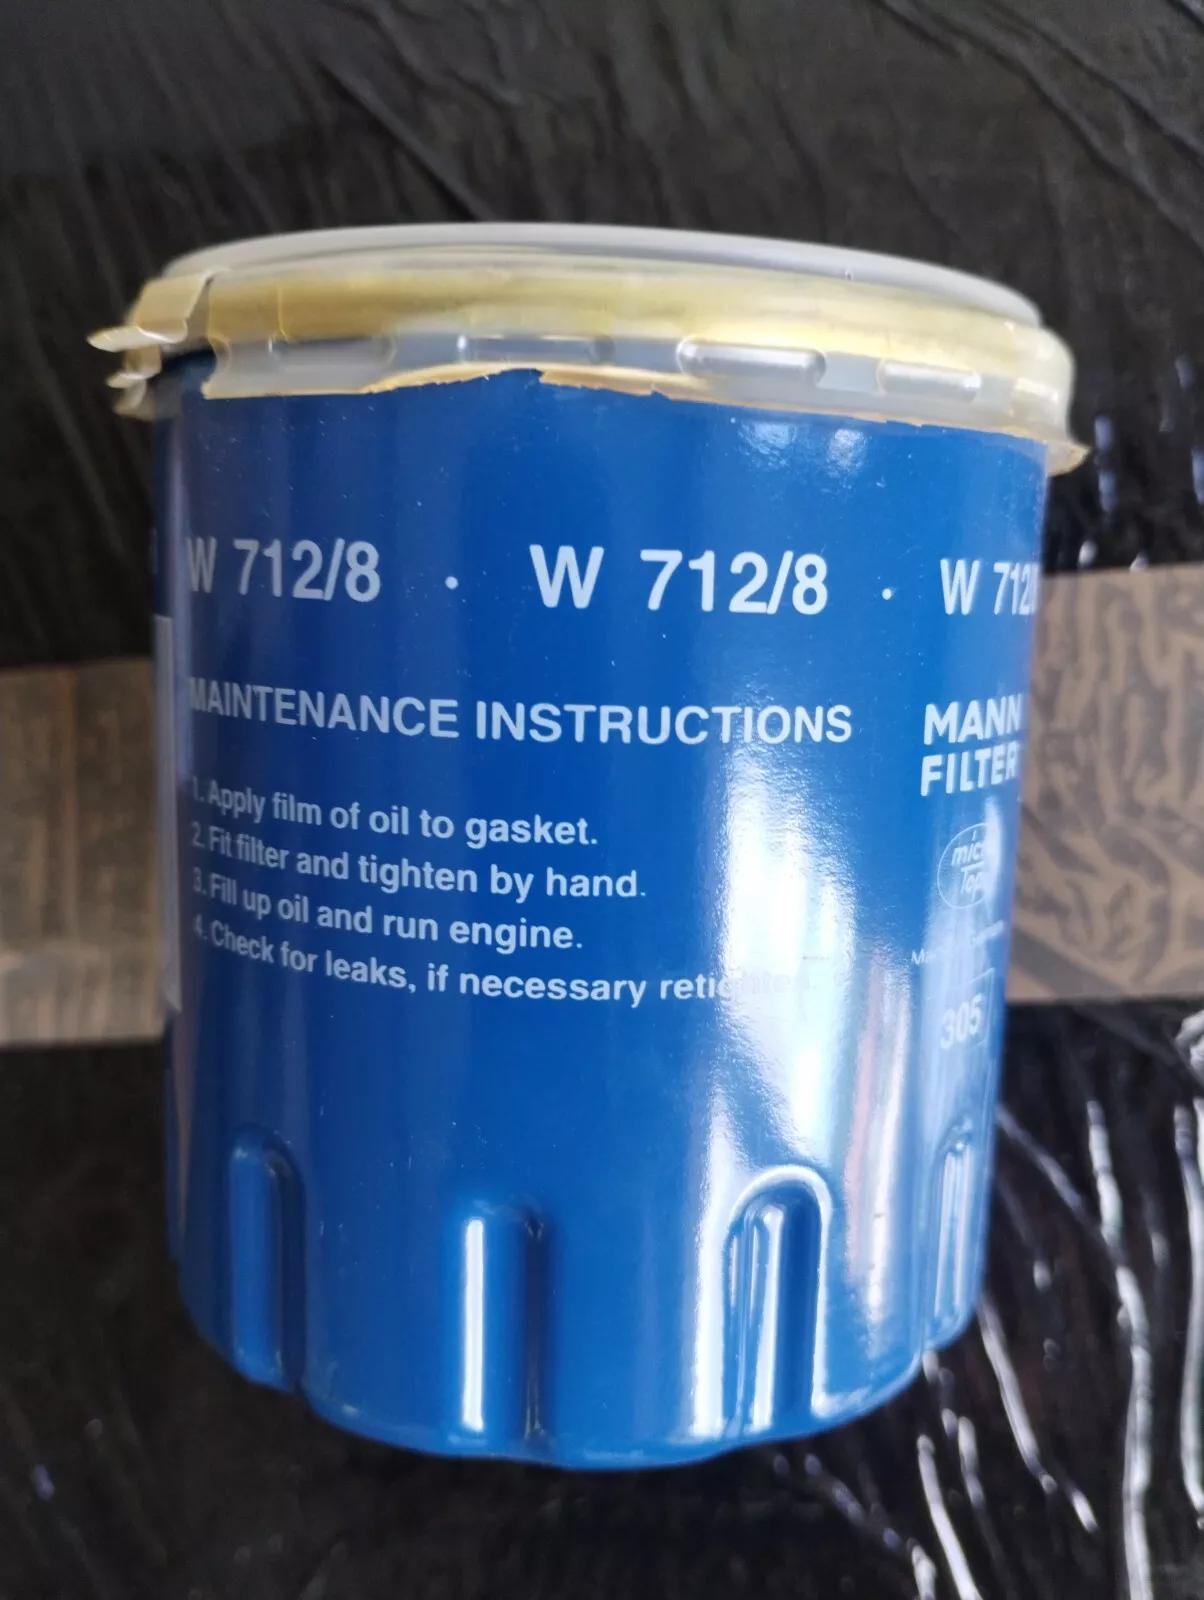 W 712/8 · W 712/8 · W 712/
MAINTENANCE INSTRUCTIONS
1. Apply film of oil to gasket.
2. Fit filter and tighten by hand.
3. Fill up oil and run engine.
4. Check for leaks, if necessary retighten.
MANN
FILTER
305